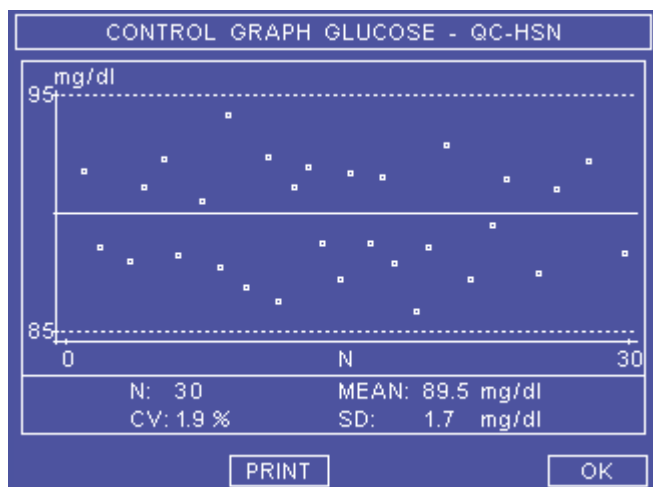 CONTROL GRAPH GLUCOSE - QC-HSN
mg/dl
95
85
0 N 30
N: 30 MEAN: 89.5 mg/dl
CV: 1.9 % SD: 1.7 mg/dl
PRINT OK